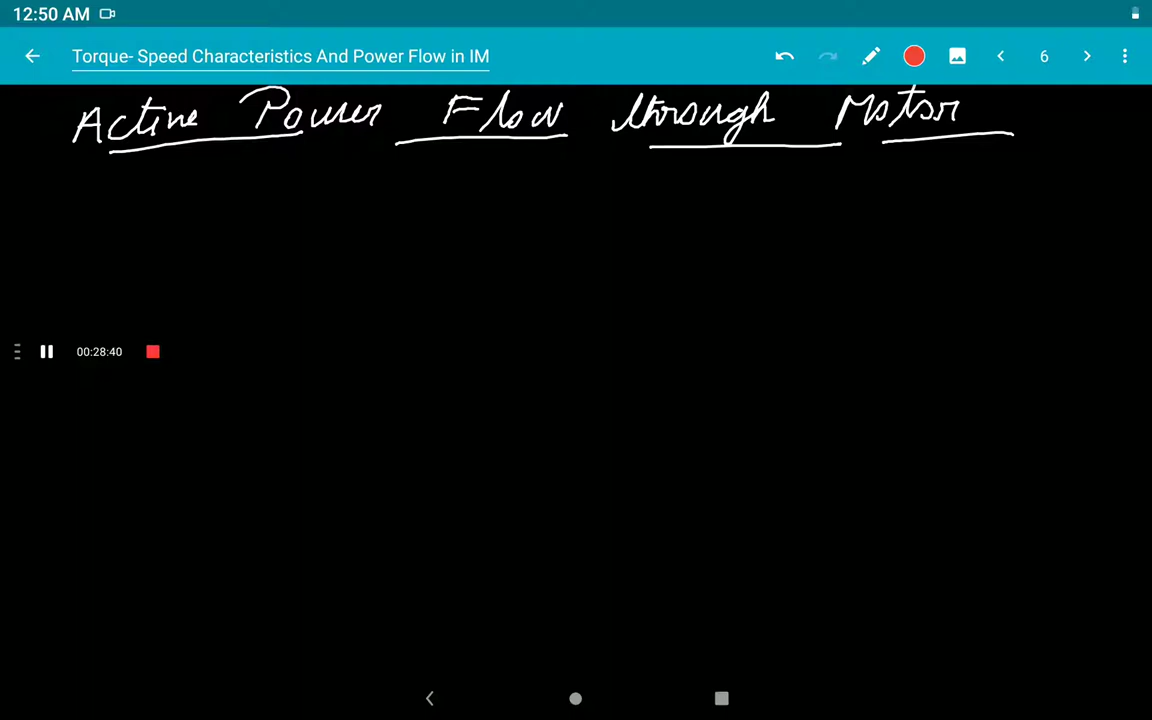 12:50 AM
Torque- Speed Characteristics And Power Flow in IM
6
Active Power Flow through Motor
00:28:40